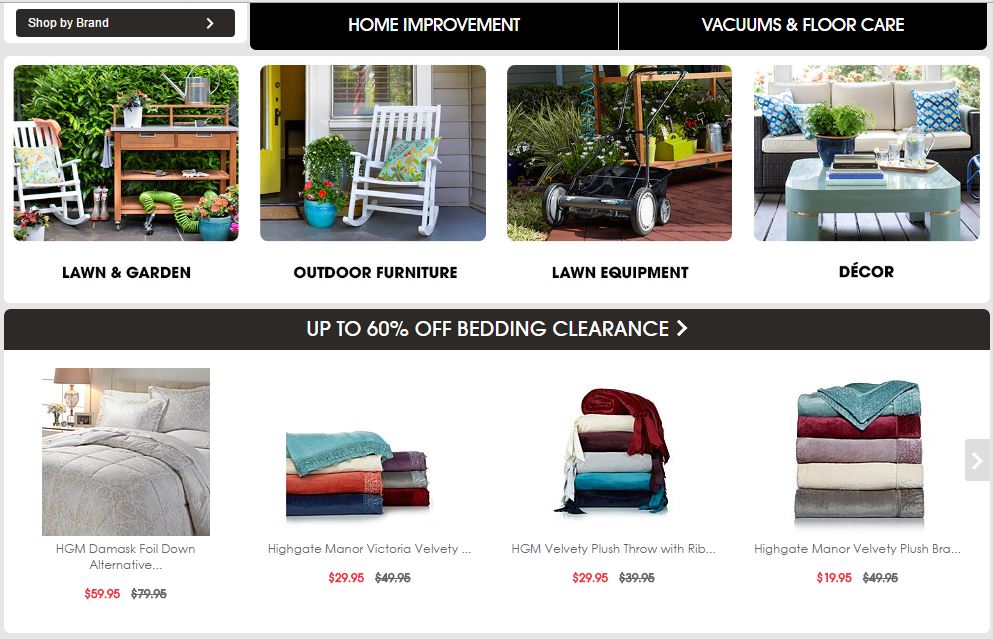 Shop by Brand
HOME IMPROVEMENT
VACUUMS & FLOOR CARE
LAWN & GARDEN
OUTDOOR FURNITURE
LAWN EQUIPMENT
DÉCOR
UP TO 60% OFF BEDDING CLEARANCE
HGM Damask Foil Down
Alternative...
$59.95 $79.95
Highgate Manor Victoria Velvety ...
$29.95 $49.95
HGM Velvety Plush Throw with Rib...
$29.95 $39.95
Highgate Manor Velvety Plush Bra...
$19.95 $49.95